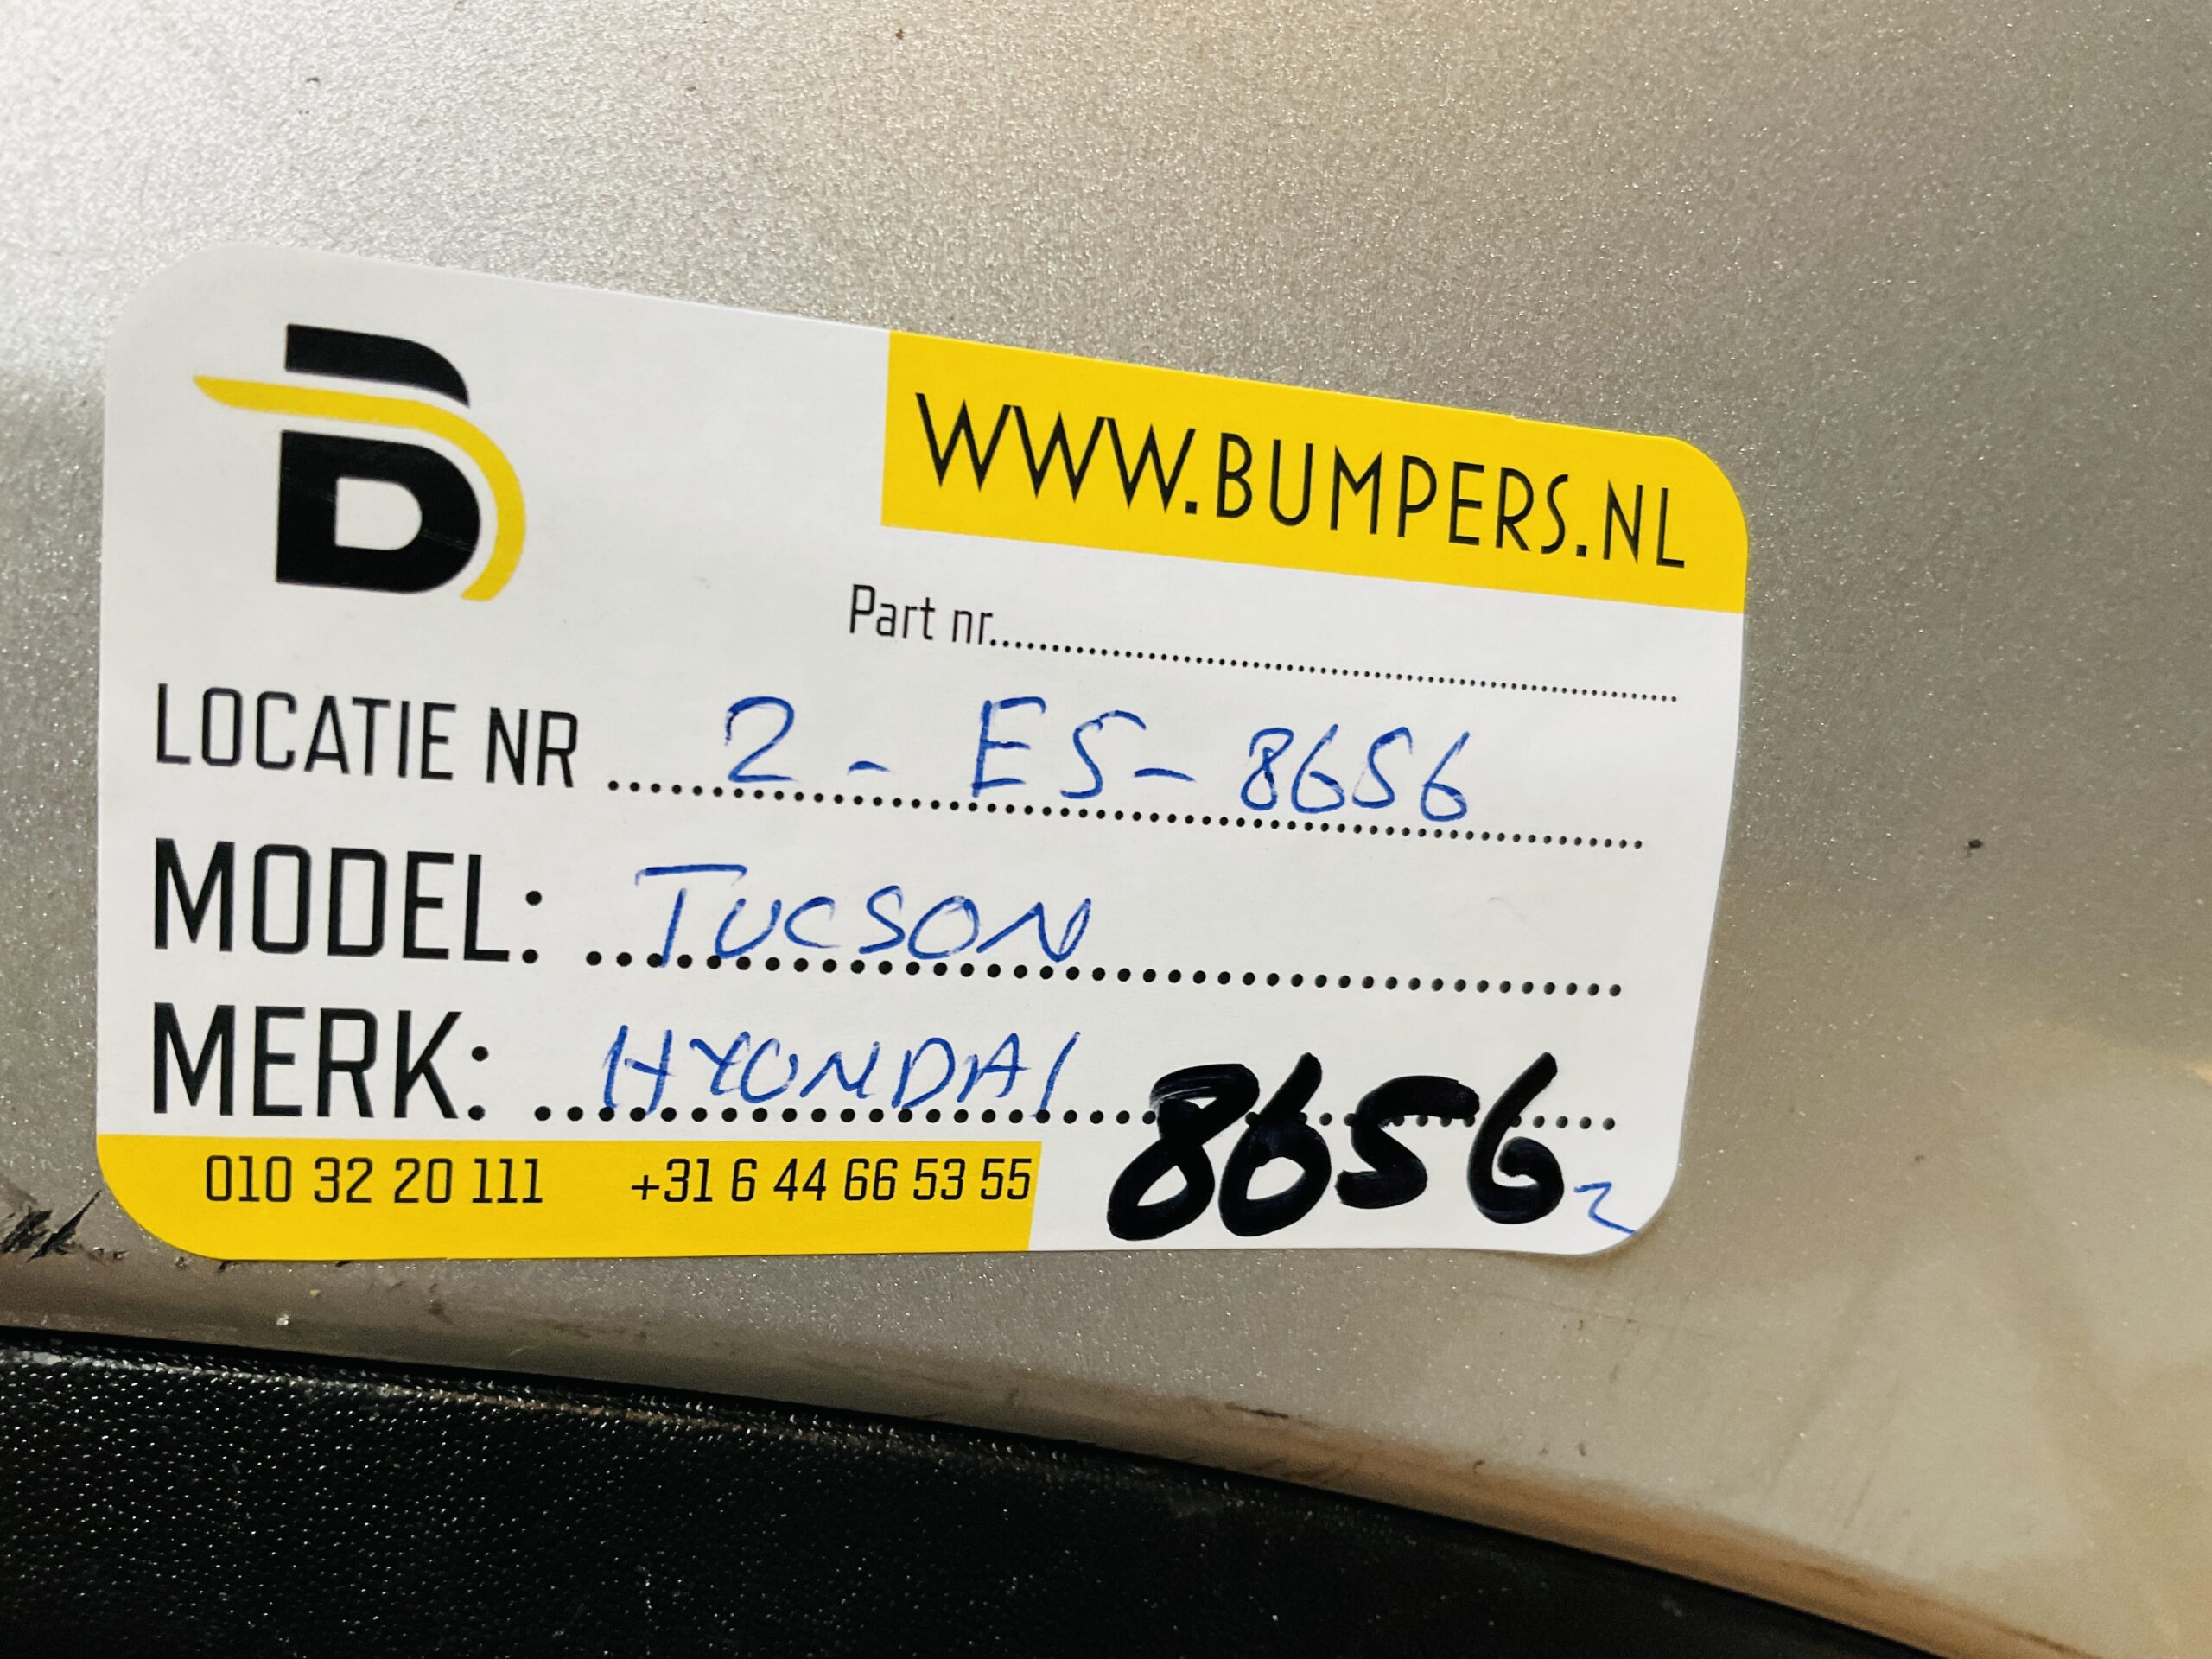 WWW.BUMPERS.NL
Part nr.................................................
LOCATIE NR .... 2 - ES - 8656
MODEL: ... TUCSON
MERK: ... HYUNDAI
8656 2
010 32 20 111 +31 6 44 66 53 55